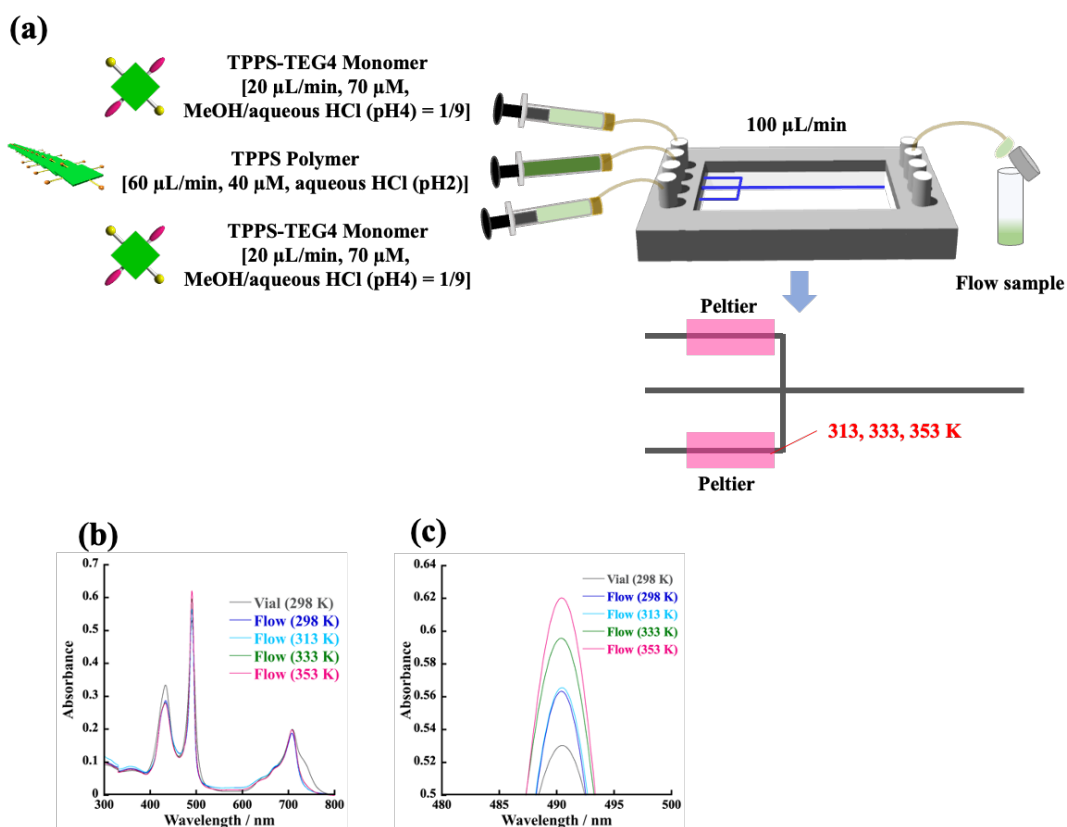 (a)
TPPS-TEG4 Monomer
[20 µL/min, 70 µM,
MeOH/aqueous HCl (pH4) = 1/9]
TPPS Polymer
[60 µL/min, 40 µM, aqueous HCl (pH2)]
TPPS-TEG4 Monomer
[20 µL/min, 70 µM,
MeOH/aqueous HCl (pH4) = 1/9]
100 µL/min
Flow sample
Peltier
313, 333, 353 K
Peltier
(b)
0.7
0.6
0.5
0.4
0.3
0.2
0.1
0
Absorbance
Vial (298 K)
Flow (298 K)
Flow (313 K)
Flow (333 K)
Flow (353 K)
300 400 500 600 700 800
Wavelength / nm
(c)
0.64
0.62
0.6
0.58
0.56
0.54
0.52
0.5
Absorbance
Vial (298 K)
Flow (298 K)
Flow (313 K)
Flow (333 K)
Flow (353 K)
480 485 490 495 500
Wavelength / nm